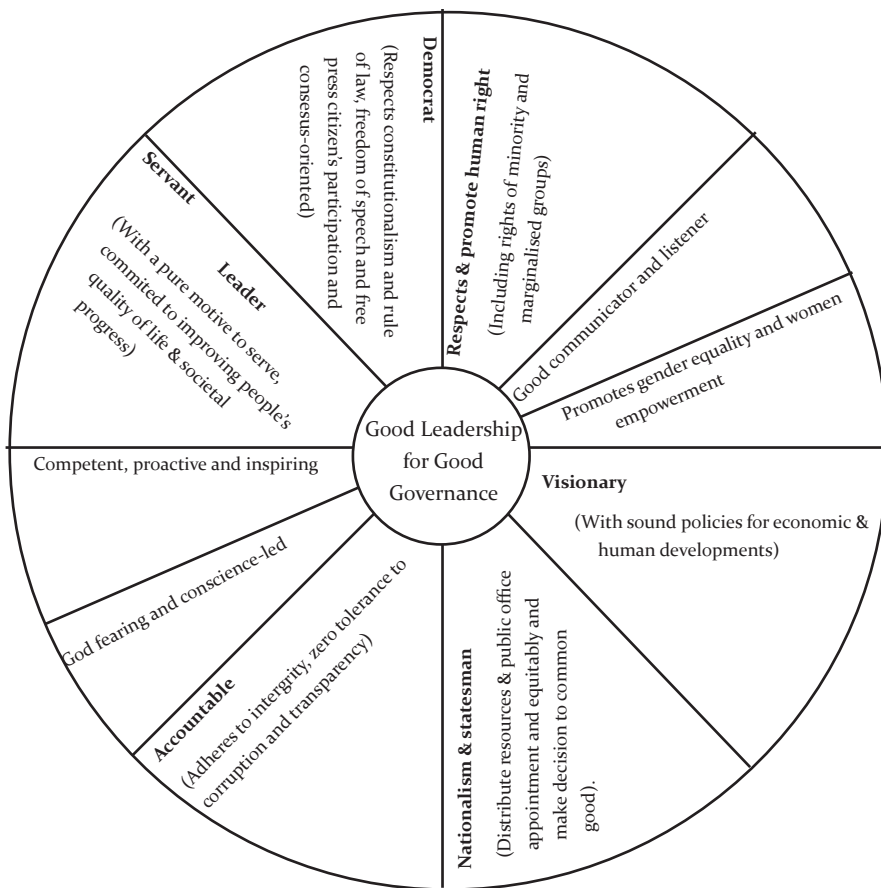 Good Leadership
for Good
Governance
Democrat
(Respects constitutionalism and rule
of law, freedom of speech and free
press citizen's participation and
consesus-oriented)
Respects & promote human right
(Including rights of minority and
marginalised groups)
Good communicator and listener
Promotes gender equality and women
empowerment
Visionary
(With sound policies for economic &
human developments)
Nationalism & statesman
(Distribute resources & public office
appointment and equitably and
make decision to common
good).
Accountable
(Adheres to intergrity, zero tolerance to
corruption and transparency)
God fearing and conscience-led
Competent, proactive and inspiring
Servant
Leader
(With a pure motive to serve,
commited to improving people's
quality of life & societal
progress)